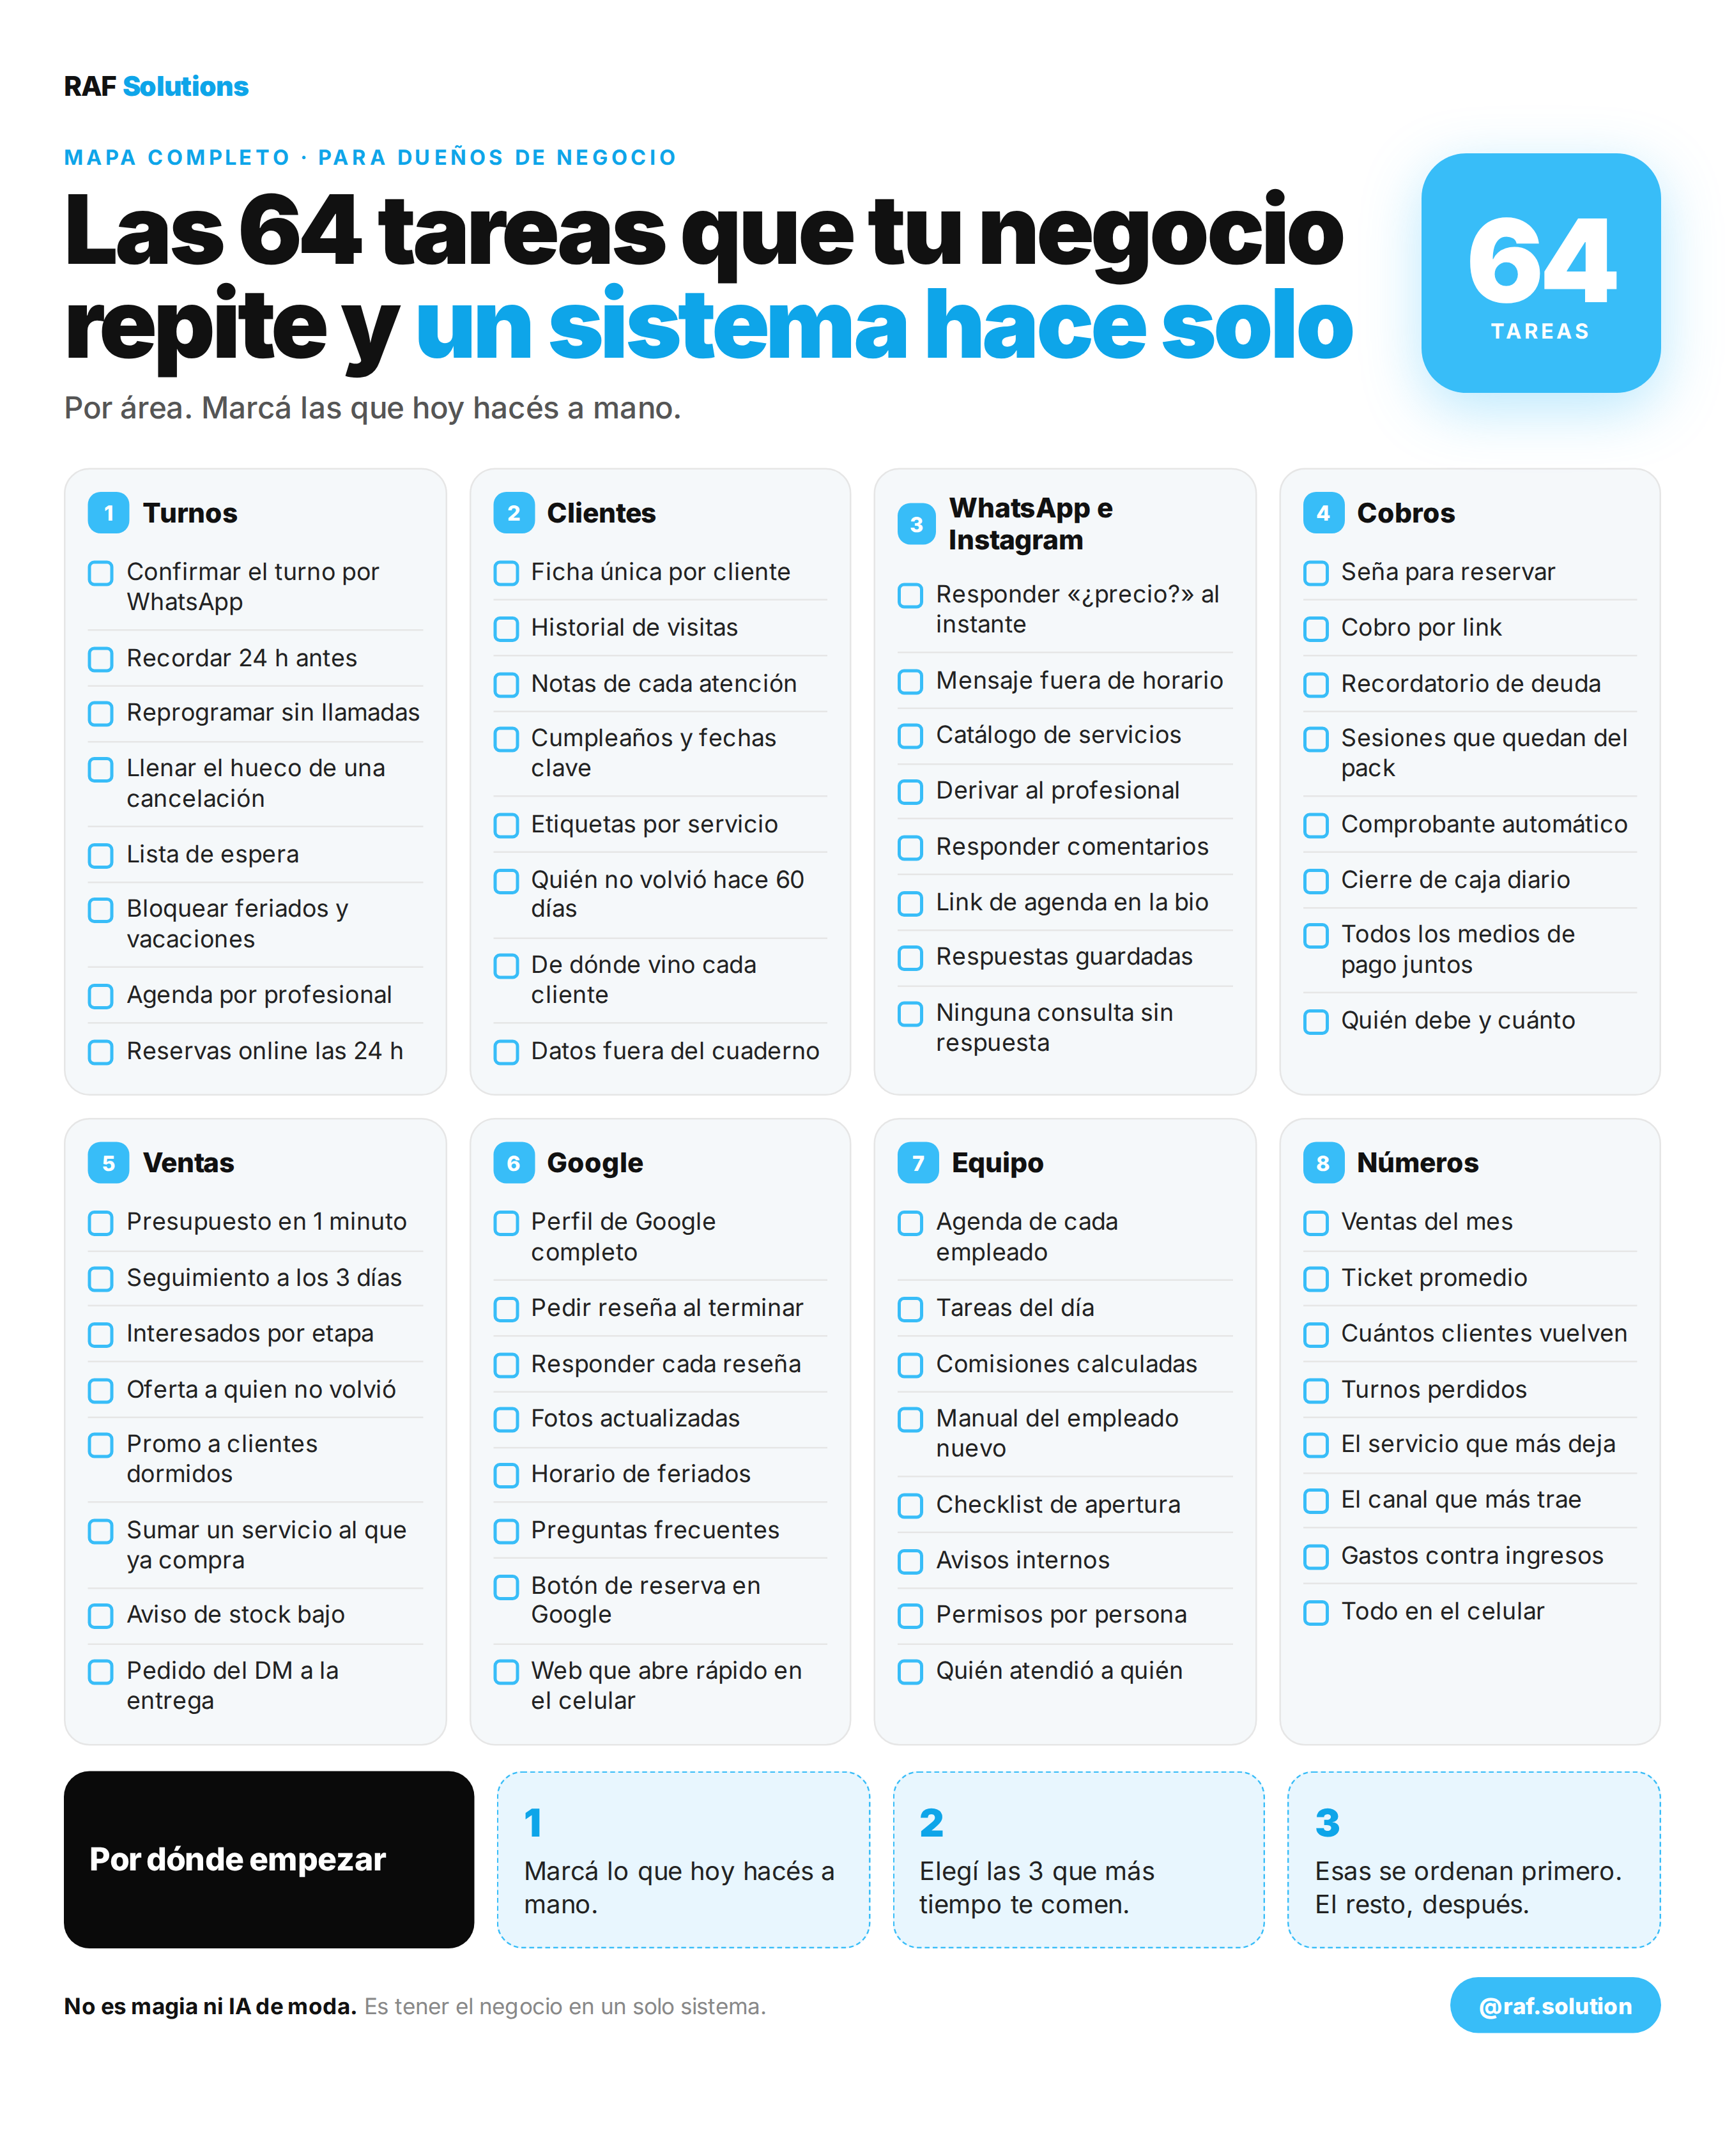 RAF Solutions
MAPA COMPLETO · PARA DUEÑOS DE NEGOCIO
Las 64 tareas que tu negocio
repite y un sistema hace solo
Por área. Marcá las que hoy hacés a mano.
64
TAREAS
1 Turnos
Confirmar el turno por
WhatsApp
Recordar 24 h antes
Reprogramar sin llamadas
Llenar el hueco de una
cancelación
Lista de espera
Bloquear feriados y
vacaciones
Agenda por profesional
Reservas online las 24 h
2 Clientes
Ficha única por cliente
Historial de visitas
Notas de cada atención
Cumpleaños y fechas
clave
Etiquetas por servicio
Quién no volvió hace 60
días
De dónde vino cada
cliente
Datos fuera del cuaderno
3 WhatsApp e
Instagram
Responder «¿precio?» al
instante
Mensaje fuera de horario
Catálogo de servicios
Derivar al profesional
Responder comentarios
Link de agenda en la bio
Respuestas guardadas
Ninguna consulta sin
respuesta
4 Cobros
Seña para reservar
Cobro por link
Recordatorio de deuda
Sesiones que quedan del
pack
Comprobante automático
Cierre de caja diario
Todos los medios de
pago juntos
Quién debe y cuánto
5 Ventas
Presupuesto en 1 minuto
Seguimiento a los 3 días
Interesados por etapa
Oferta a quien no volvió
Promo a clientes
dormidos
Sumar un servicio al que
ya compra
Aviso de stock bajo
Pedido del DM a la
entrega
6 Google
Perfil de Google
completo
Pedir reseña al terminar
Responder cada reseña
Fotos actualizadas
Horario de feriados
Preguntas frecuentes
Botón de reserva en
Google
Web que abre rápido en
el celular
7 Equipo
Agenda de cada
empleado
Tareas del día
Comisiones calculadas
Manual del empleado
nuevo
Checklist de apertura
Avisos internos
Permisos por persona
Quién atendió a quién
8 Números
Ventas del mes
Ticket promedio
Cuántos clientes vuelven
Turnos perdidos
El servicio que más deja
El canal que más trae
Gastos contra ingresos
Todo en el celular
Por dónde empezar
1
Marcá lo que hoy hacés a
mano.
2
Elegí las 3 que más
tiempo te comen.
3
Esas se ordenan primero.
El resto, después.
No es magia ni IA de moda. Es tener el negocio en un solo sistema.
@raf.solution